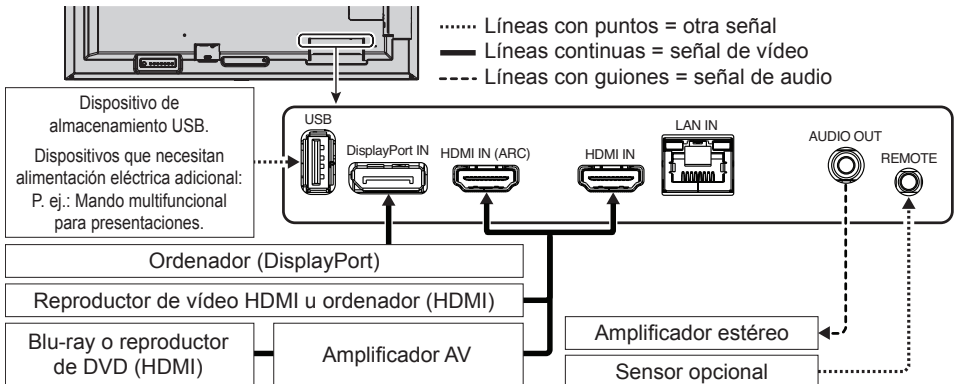 Líneas con puntos = otra señal
Líneas continuas = señal de vídeo
Líneas con guiones = señal de audio
Dispositivo de
almacenamiento USB.
Dispositivos que necesitan
alimentación eléctrica adicional:
P. ej.: Mando multifuncional
para presentaciones.
USB
DisplayPort IN
HDMI IN (ARC)
HDMI IN
LAN IN
AUDIO OUT
REMOTE
Ordenador (DisplayPort)
Reproductor de vídeo HDMI u ordenador (HDMI)
Blu-ray o reproductor
de DVD (HDMI)
Amplificador AV
Amplificador estéreo
Sensor opcional